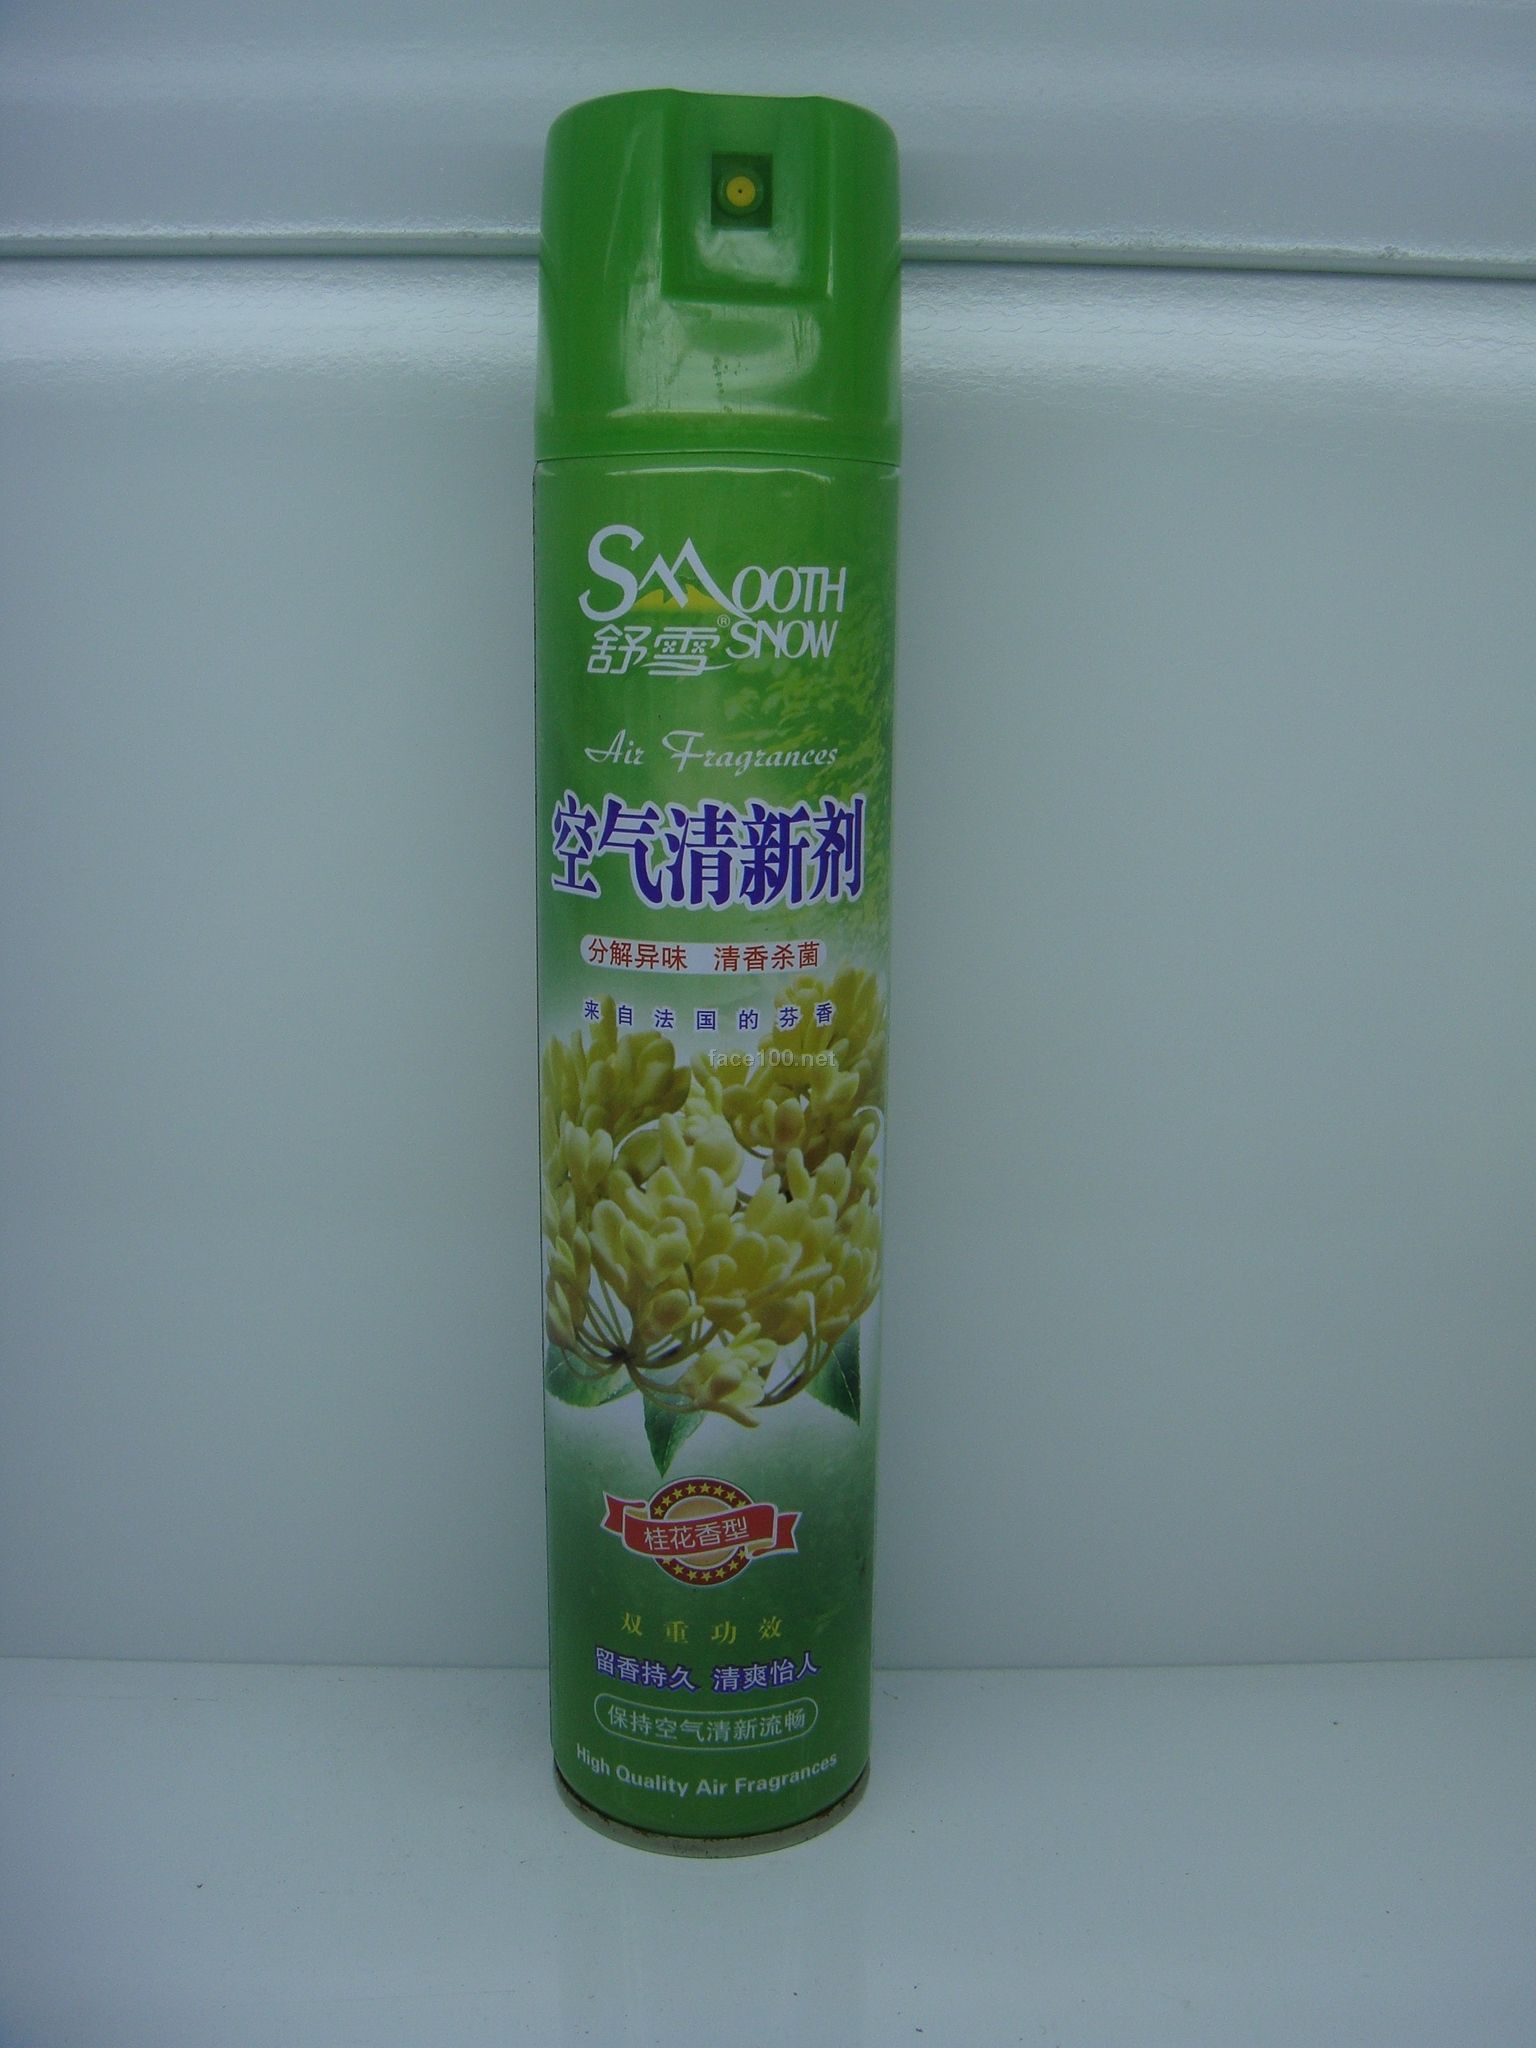 SMOOTH
舒雪® SNOW
Air Fragrances
空气清新剂
分解异味 清香杀菌
来自法国的芬香
face100.net
桂花香型
双重功效
留香持久 清爽怡人
保持空气清新流畅
High Quality Air Fragrances